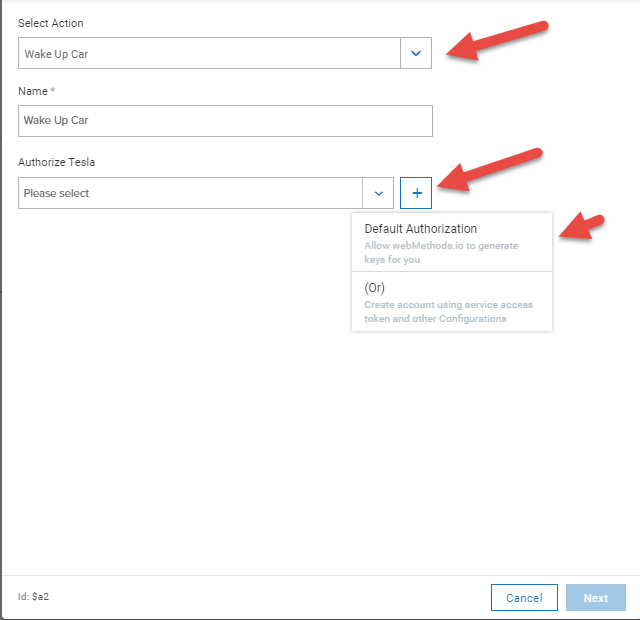 Select Action
Wake Up Car
Name *
Wake Up Car
Authorize Tesla
Please select
+
Default Authorization
Allow webMethods.io to generate
keys for you
(Or)
Create account using service access
token and other Configurations
Id: $a2
Cancel
Next